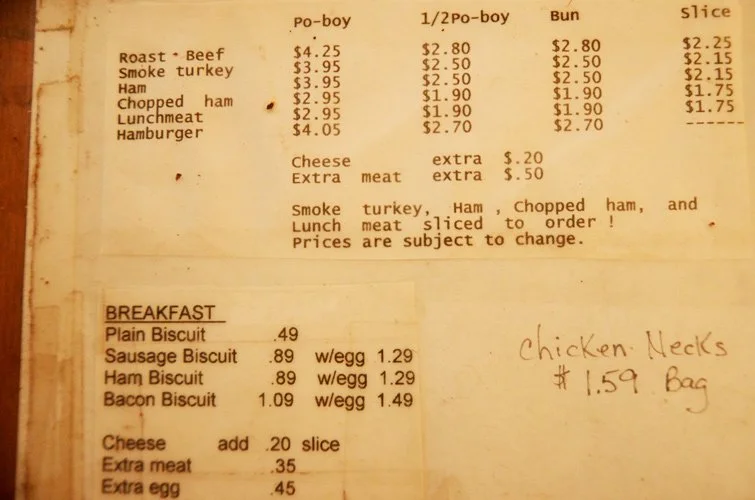 Po-boy 1/2Po-boy Bun Slice
Roast Beef $4.25 $2.80 $2.80 $2.25
Smoke turkey $3.95 $2.50 $2.50 $2.15
Ham $3.95 $2.50 $2.50 $2.15
Chopped ham $2.95 $1.90 $1.90 $1.75
Lunchmeat $2.95 $1.90 $1.90 $1.75
Hamburger $4.05 $2.70 $2.70 ------
Cheese extra $.20
Extra meat extra $.50
Smoke turkey, Ham , Chopped ham, and
Lunch meat sliced to order !
Prices are subject to change.
BREAKFAST
Plain Biscuit .49
Sausage Biscuit .89 w/egg 1.29
Ham Biscuit .89 w/egg 1.29
Bacon Biscuit 1.09 w/egg 1.49
Cheese add .20 slice
Extra meat .35
Extra egg .45
Chicken Necks
$1.59 Bag